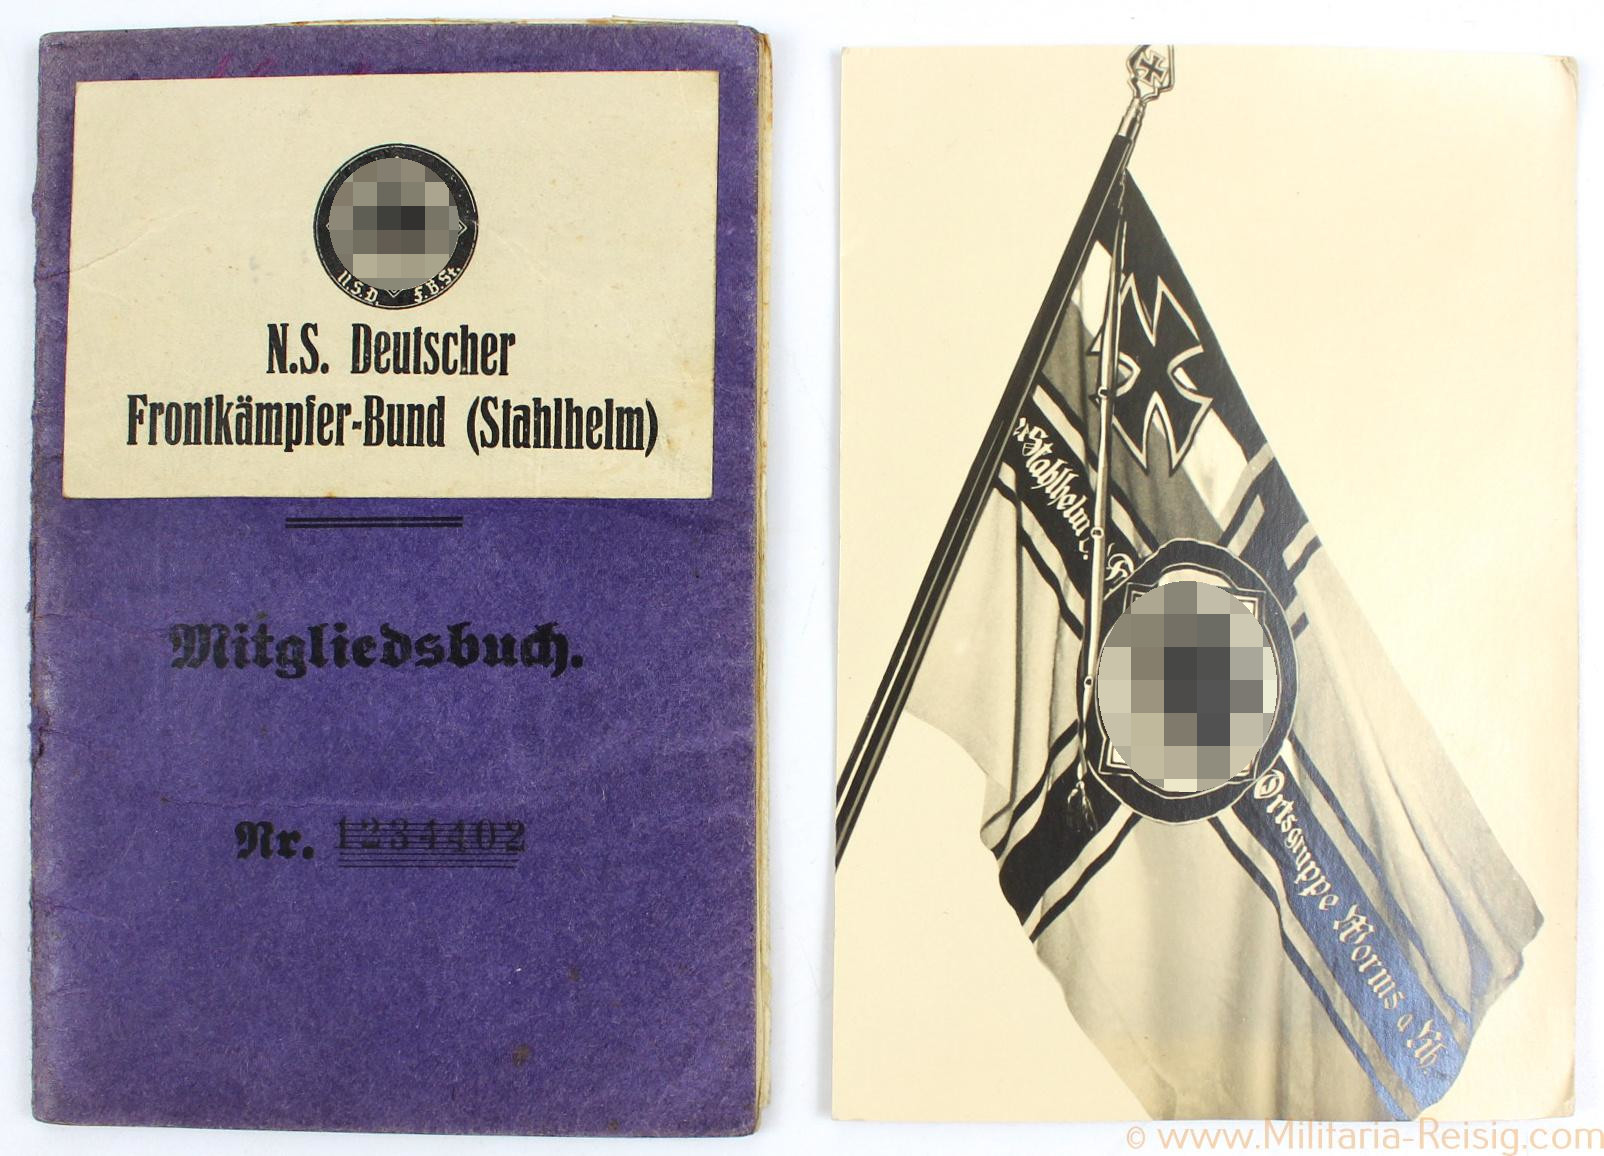 N.S.D. F.B.St.
N.S. Deutscher
Frontkämpfer-Bund (Stahlhelm)
Mitgliedsbuch.
Nr. 1234402
Stahlhelm
Ortsgruppe Worms a Rh.
© www.Militaria-Reisig.com